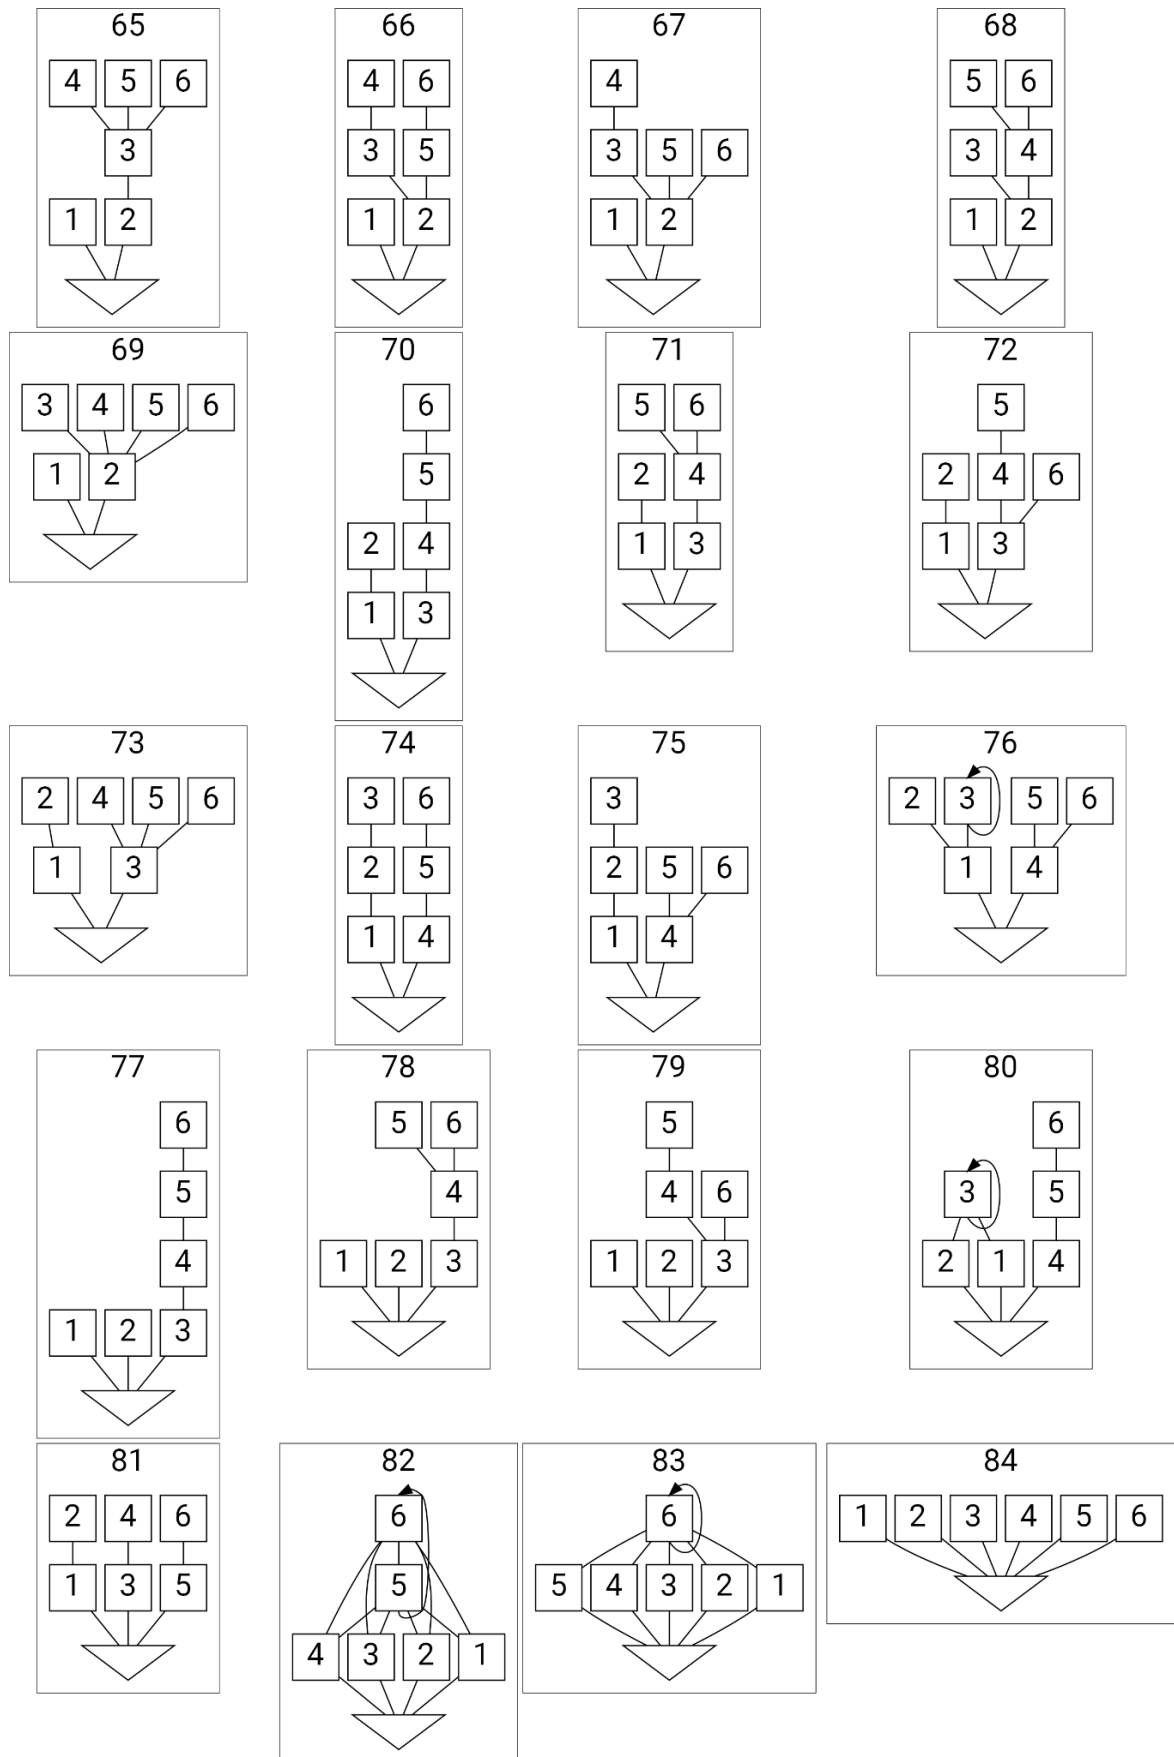 65 66 67 68
4 5 6 4 6 4 5 6
3 3 5 3 5 6 3 4
1 2 1 2 1 2 1 2
69 70 71 72
3 4 5 6 6 5 6 5
1 2 5 2 4 2 4 6
2 4 1 3 1 3
1 3
73 74 75 76
2 4 5 6 3 6 3 2 3 5 6
1 3 2 5 2 5 6 1 4
1 4 1 4
77 78 79 80
6 5 6 5 6
5 4 4 6 3 5
4 1 2 3 1 2 3 2 1 4
1 2 3
81 82 83 84
2 4 6 6 6 1 2 3 4 5 6
1 3 5 5 5 4 3 2 1
4 3 2 1